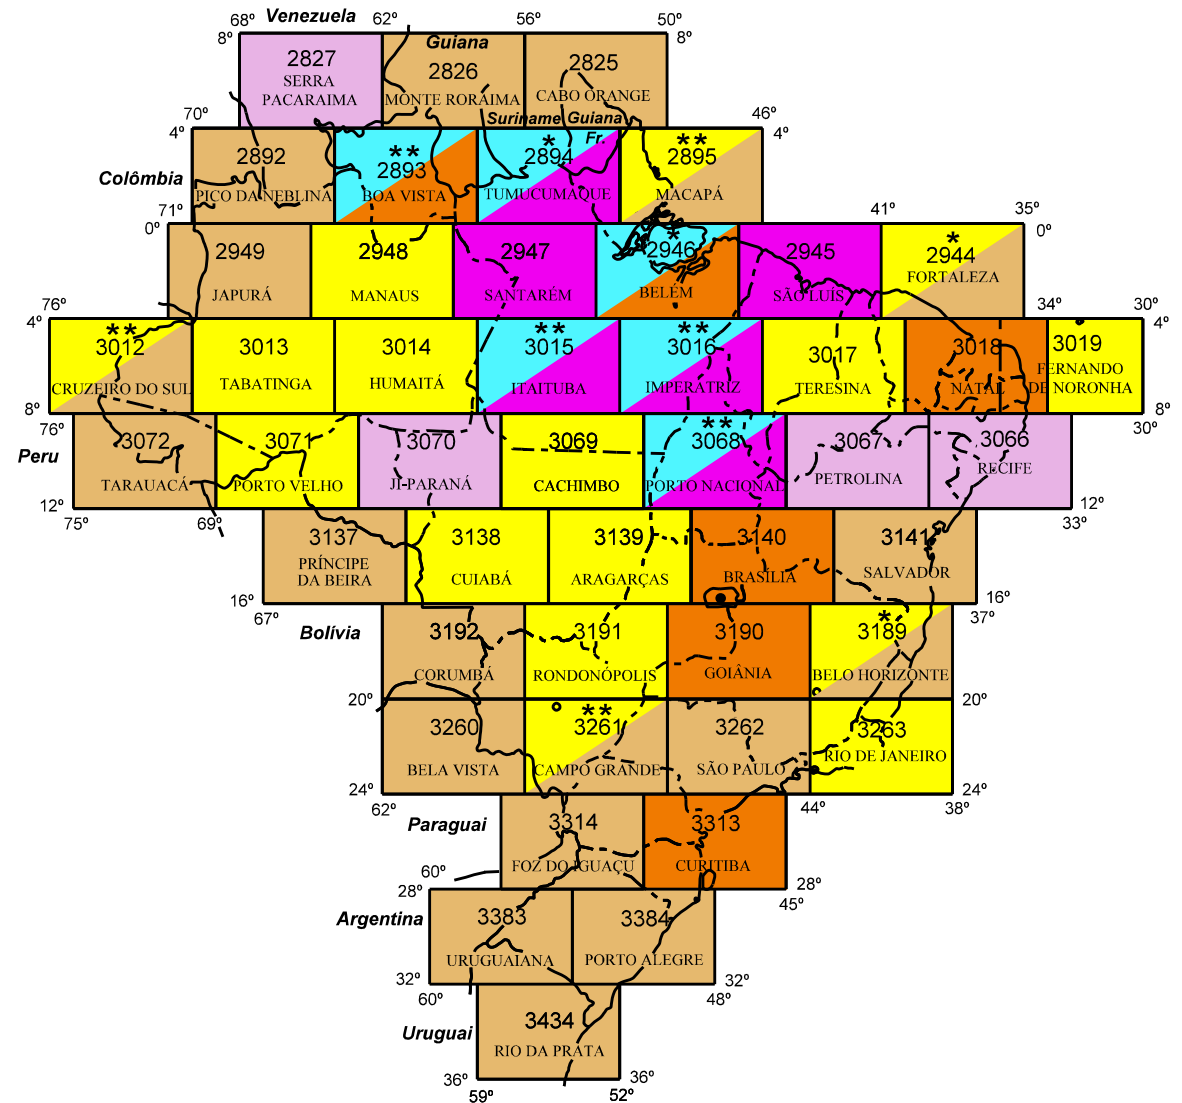 Venezuela
68º 62º 56º 50º
8º 8º
Guiana
2827 2826 2825
SERRA
PACARAIMA MONTE RORAIMA CABO ORANGE
70º 46º
Suriname Guiana
4º 4º
Fr.
** * **
2892 2893 2894 2895
Colômbia
PICO DA NEBLINA BOA VISTA TUMUCUMAQUE MACAPÁ
71º 41º 35º
0º 0º
* *
2949 2948 2947 2946 2945 2944
FORTALEZA
JAPURÁ MANAUS SANTARÉM BELÉM SÃO LUÍS
76º 34º 30º
4º 4º
** ** **
3012 3013 3014 3015 3016 3017 3018 3019
FERNANDO
CRUZEIRO DO SUL TABATINGA HUMAITÁ ITAITUBA IMPERATRIZ TERESINA NATAL DE NORONHA
8º 8º
76º 30º
**
3072 3071 3070 3069 3068 3067 3066
Peru
RECIFE
TARAUACÁ PORTO VELHO JI-PARANÁ CACHIMBO PORTO NACIONAL PETROLINA
12º 12º
75º 69º 33º
3137 3138 3139 3140 3141
PRÍNCIPE
DA BEIRA CUIABÁ ARAGARÇAS BRASÍLIA SALVADOR
16º 16º
67º 37º
*
Bolívia
3192 3191 3190 3189
CORUMBÁ RONDONÓPOLIS GOIÂNIA BELO HORIZONTE
20º 20º
**
3260 3261 3262 3263
BELA VISTA CAMPO GRANDE SÃO PAULO RIO DE JANEIRO
24º 24º
62º 44º 38º
Paraguai
3314 3313
FOZ DO IGUAÇU CURITIBA
60º
28º 28º
45º
Argentina
3383 3384
URUGUAIANA PORTO ALEGRE
32º 32º
60º 48º
Uruguai
3434
RIO DA PRATA
36º 36º
59º 52º